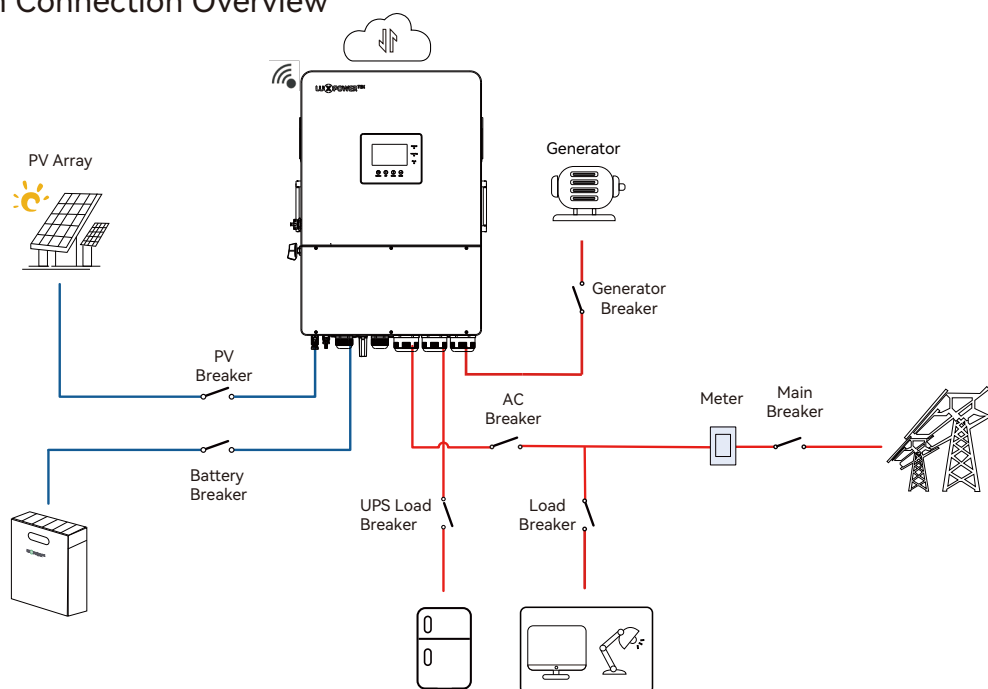 Connection Overview
LUXPOWERTEK
PV Array
Generator
Generator
Breaker
PV
Breaker
AC
Breaker
Meter
Main
Breaker
Battery
Breaker
UPS Load
Breaker
Load
Breaker